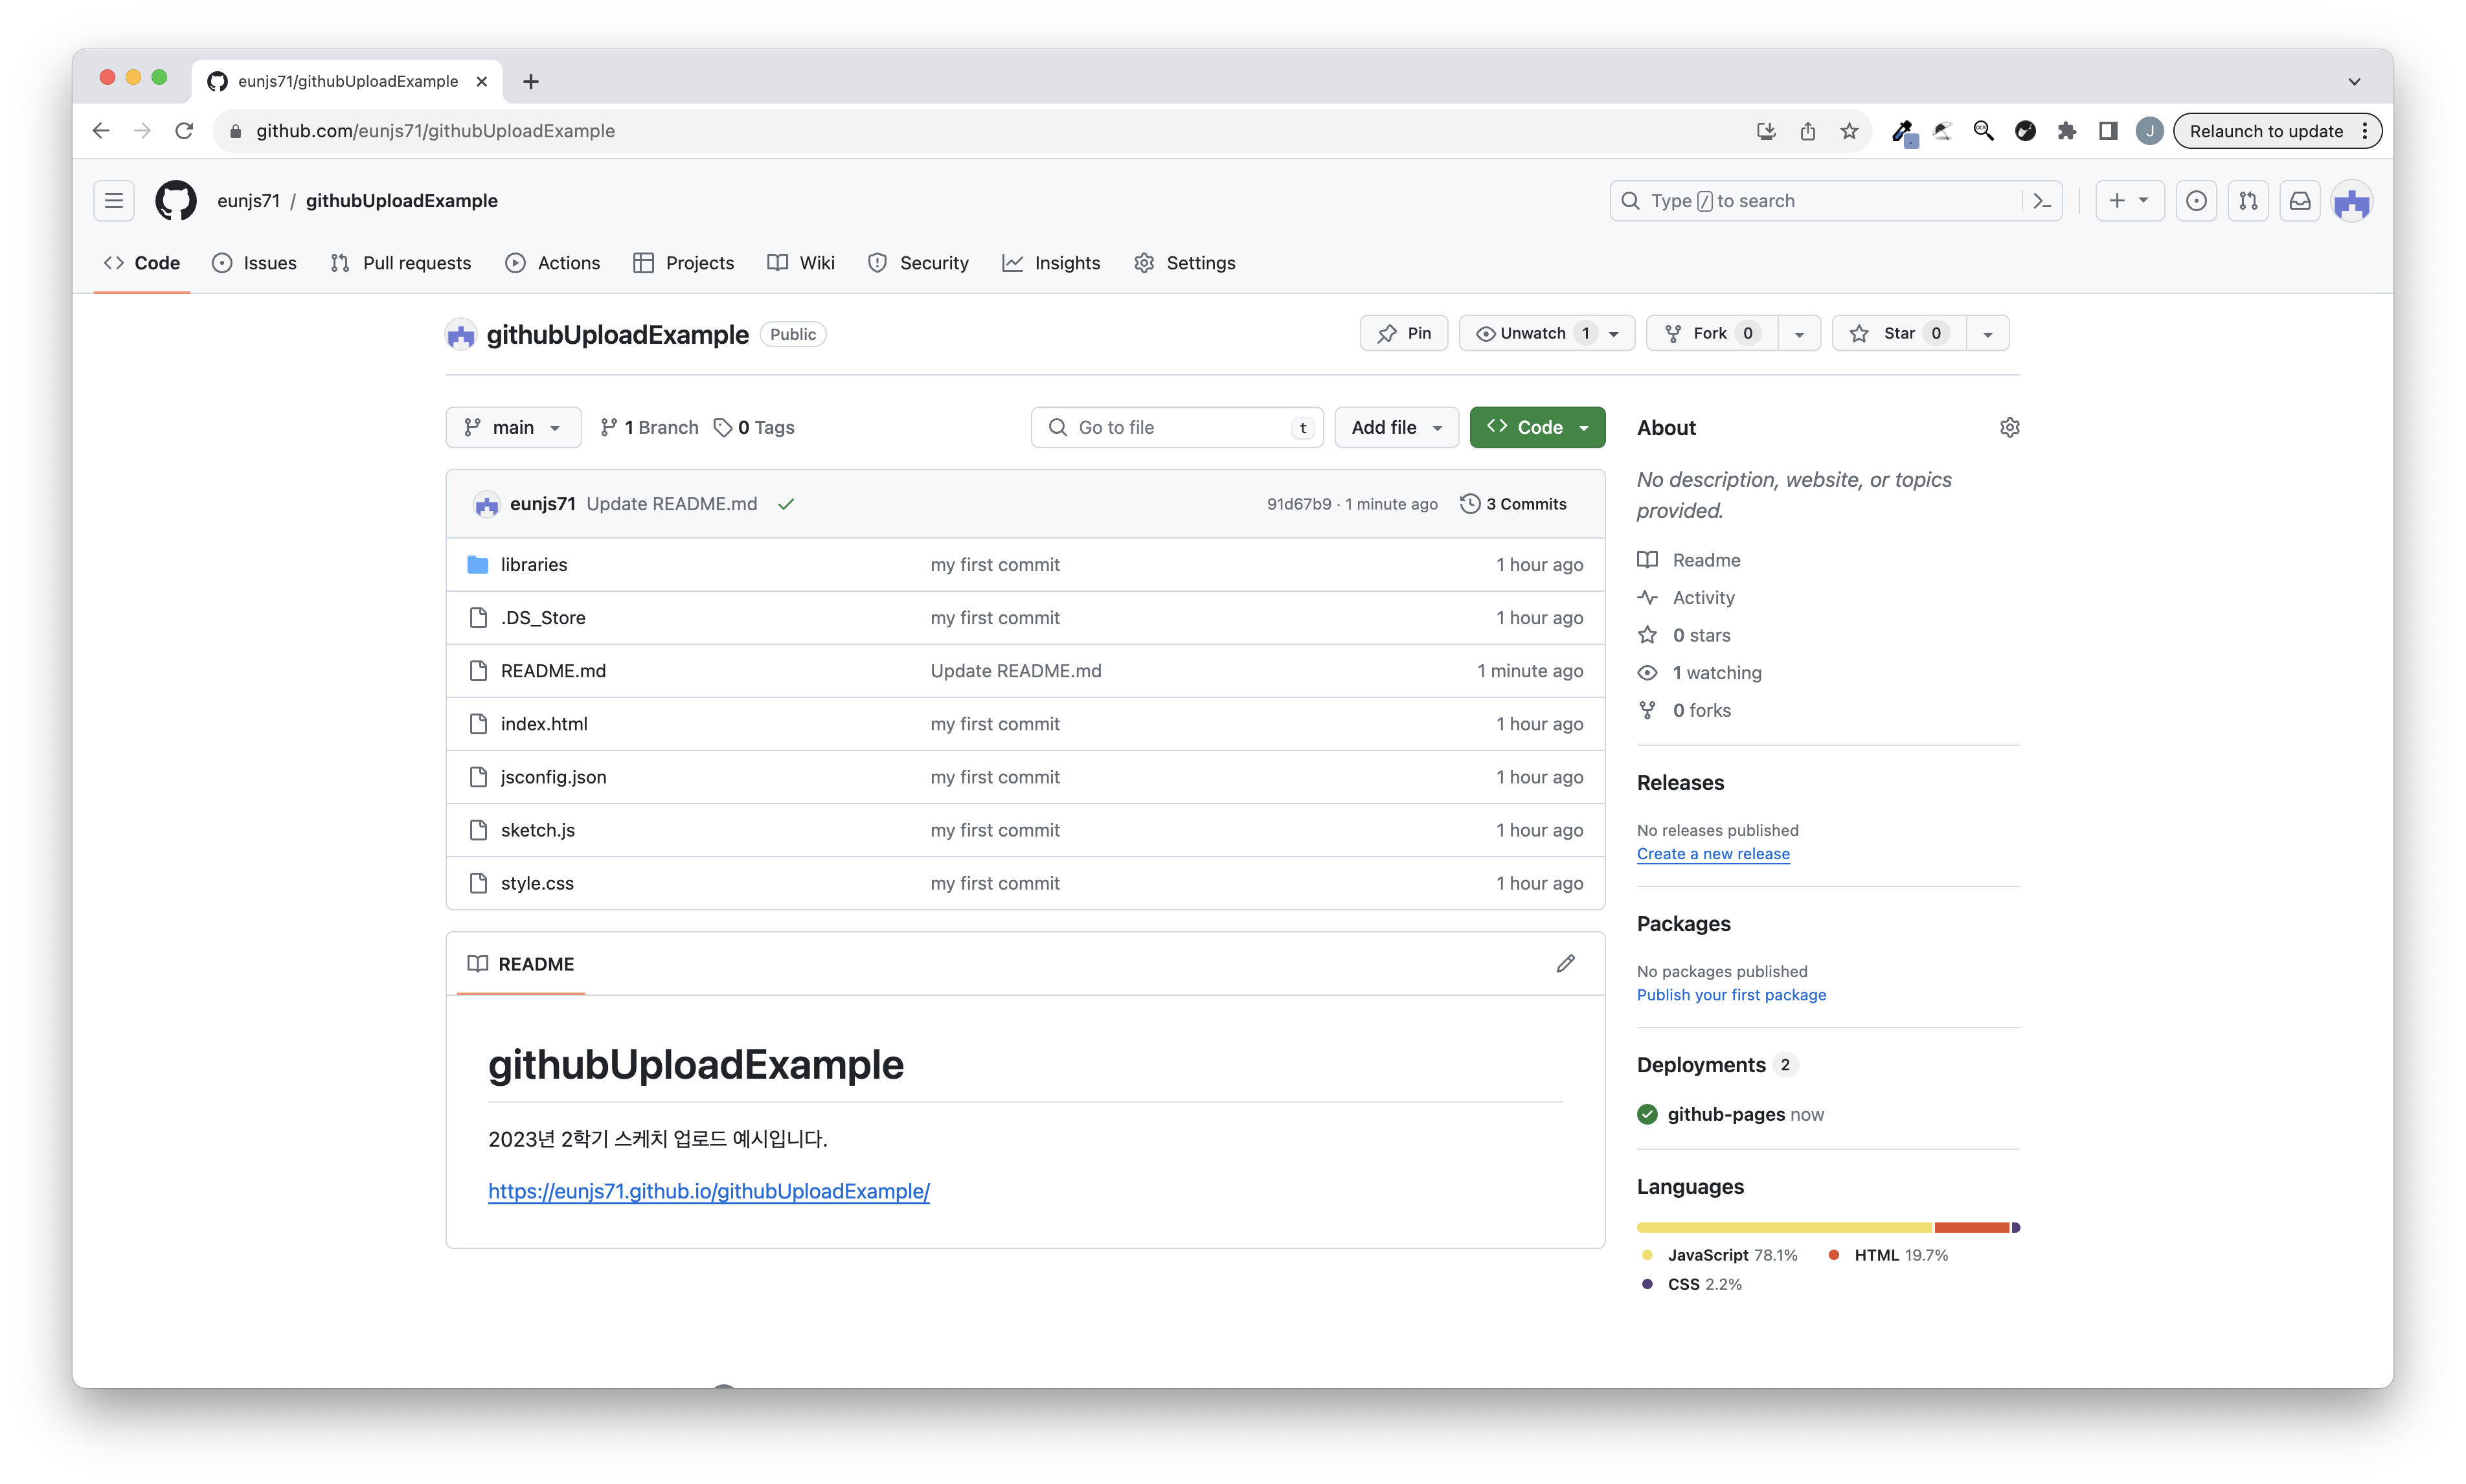 eunjs71/githubUploadExample
github.com/eunjs71/githubUploadExample
J
Relaunch to update
eunjs71 / githubUploadExample
Type / to search
Code
Issues
Pull requests
Actions
Projects
Wiki
Security
Insights
Settings
githubUploadExample Public
Pin
Unwatch 1
Fork 0
Star 0
main
1 Branch
0 Tags
Go to file t
Add file
Code
eunjs71 Update README.md
91d67b9 · 1 minute ago
3 Commits
libraries my first commit 1 hour ago
.DS_Store my first commit 1 hour ago
README.md Update README.md 1 minute ago
index.html my first commit 1 hour ago
jsconfig.json my first commit 1 hour ago
sketch.js my first commit 1 hour ago
style.css my first commit 1 hour ago
README
githubUploadExample
2023년 2학기 스케치 업로드 예시입니다.
https://eunjs71.github.io/githubUploadExample/
About
No description, website, or topics
provided.
Readme
Activity
0 stars
1 watching
0 forks
Releases
No releases published
Create a new release
Packages
No packages published
Publish your first package
Deployments 2
github-pages now
Languages
JavaScript 78.1% HTML 19.7%
CSS 2.2%